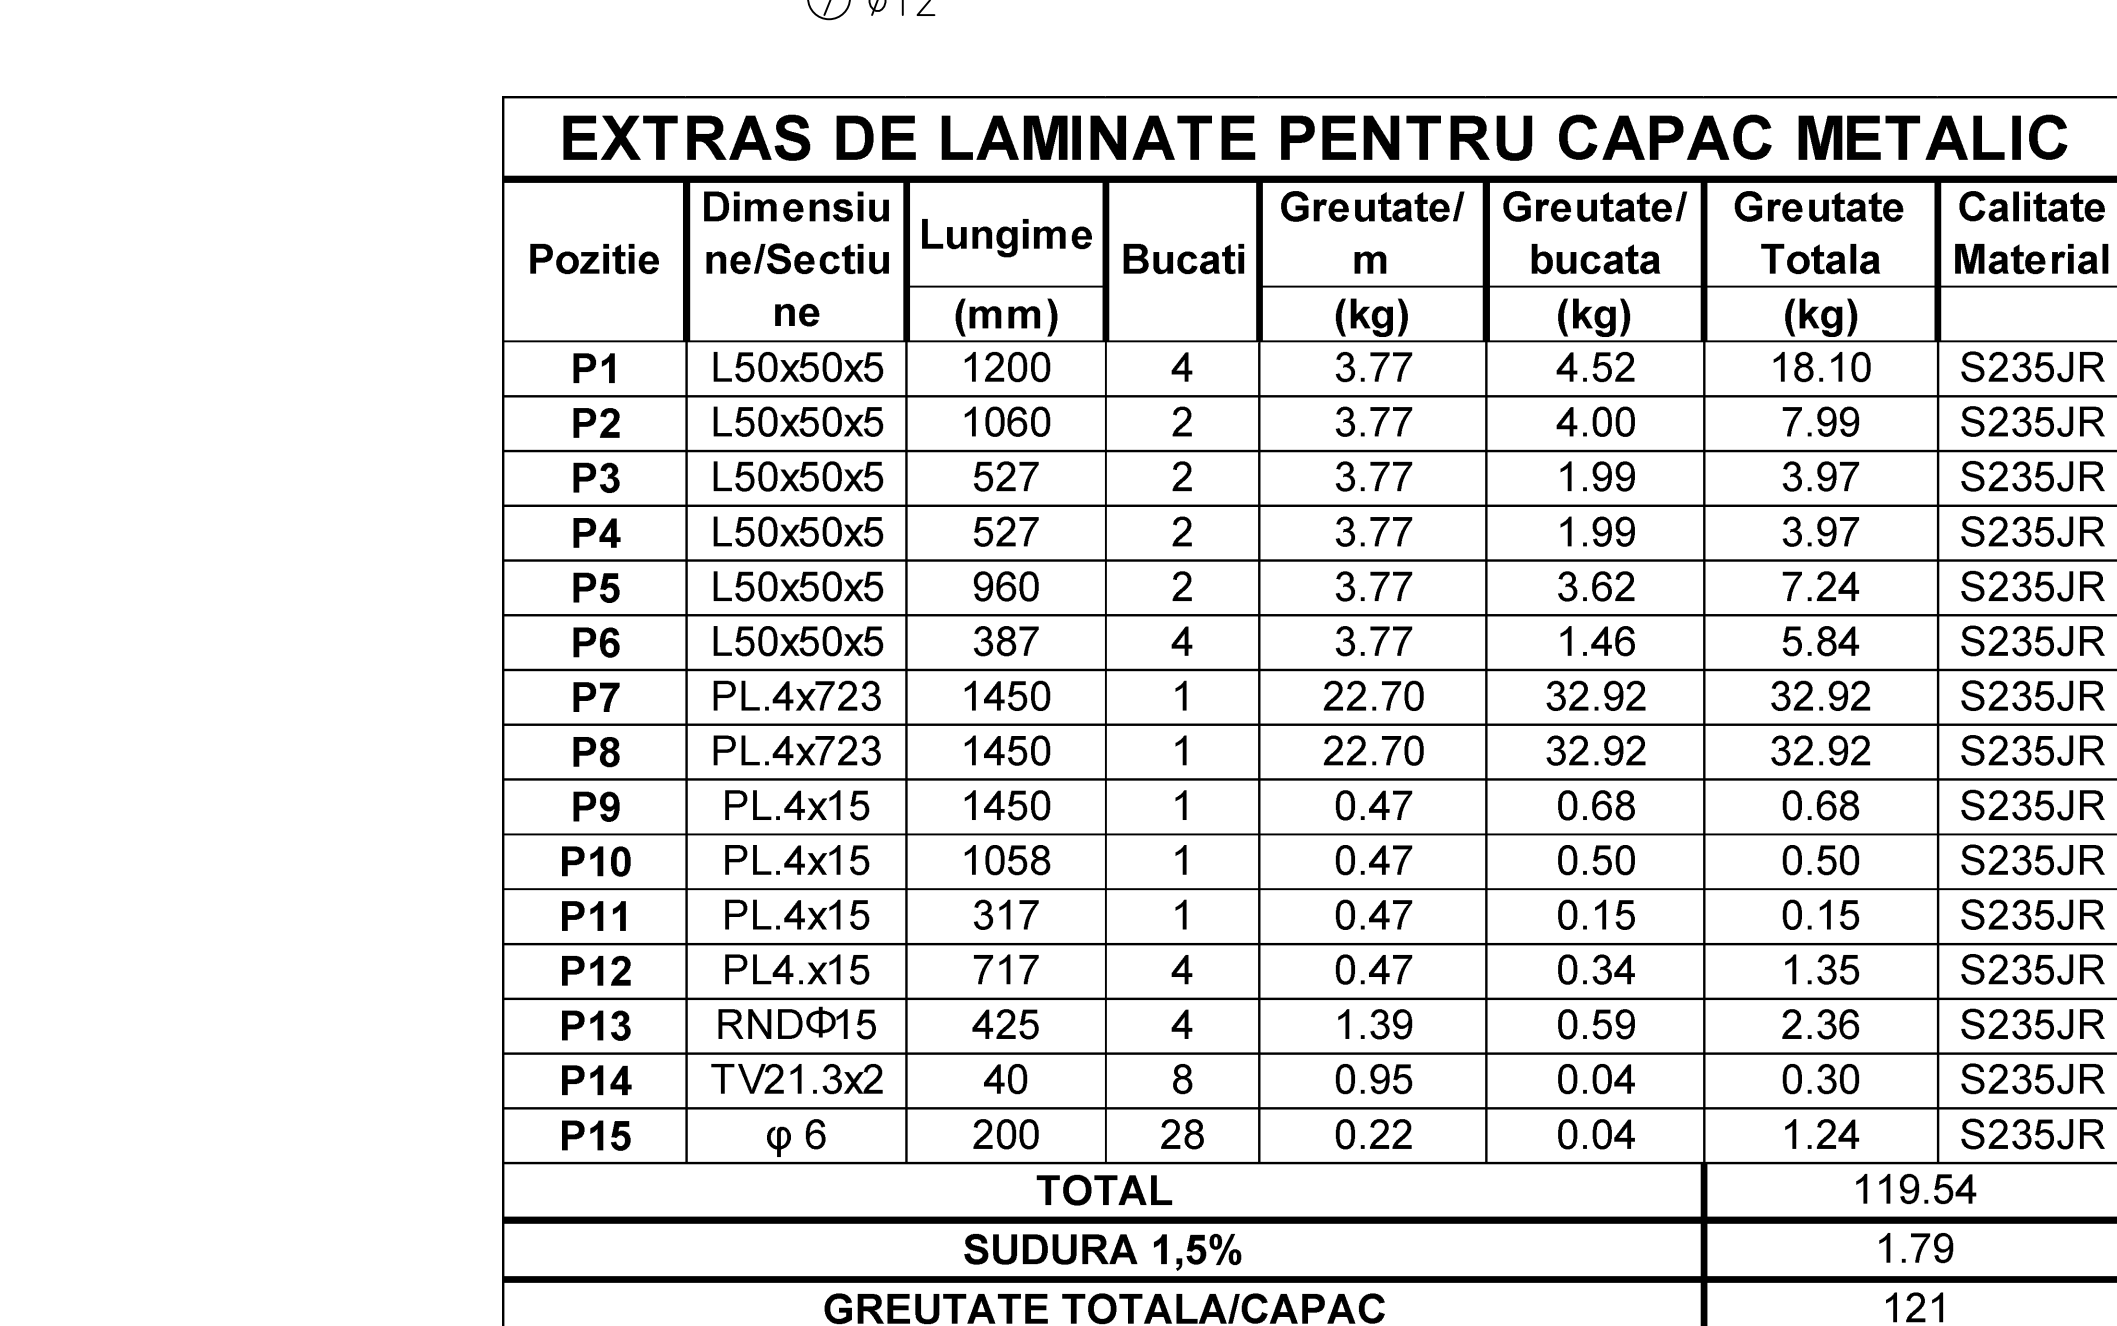 7 ⌀12
EXTRAS DE LAMINATE PENTRU CAPAC METALIC
Pozitie Dimensiu ne/Sectiu ne Lungime (mm) Bucati Greutate/ m (kg) Greutate/ bucata (kg) Greutate Totala (kg) Calitate Material
P1 L50x50x5 1200 4 3.77 4.52 18.10 S235JR
P2 L50x50x5 1060 2 3.77 4.00 7.99 S235JR
P3 L50x50x5 527 2 3.77 1.99 3.97 S235JR
P4 L50x50x5 527 2 3.77 1.99 3.97 S235JR
P5 L50x50x5 960 2 3.77 3.62 7.24 S235JR
P6 L50x50x5 387 4 3.77 1.46 5.84 S235JR
P7 PL.4x723 1450 1 22.70 32.92 32.92 S235JR
P8 PL.4x723 1450 1 22.70 32.92 32.92 S235JR
P9 PL.4x15 1450 1 0.47 0.68 0.68 S235JR
P10 PL.4x15 1058 1 0.47 0.50 0.50 S235JR
P11 PL.4x15 317 1 0.47 0.15 0.15 S235JR
P12 PL4.x15 717 4 0.47 0.34 1.35 S235JR
P13 RNDΦ15 425 4 1.39 0.59 2.36 S235JR
P14 TV21.3x2 40 8 0.95 0.04 0.30 S235JR
P15 φ 6 200 28 0.22 0.04 1.24 S235JR
TOTAL 119.54
SUDURA 1,5% 1.79
GREUTATE TOTALA/CAPAC 121